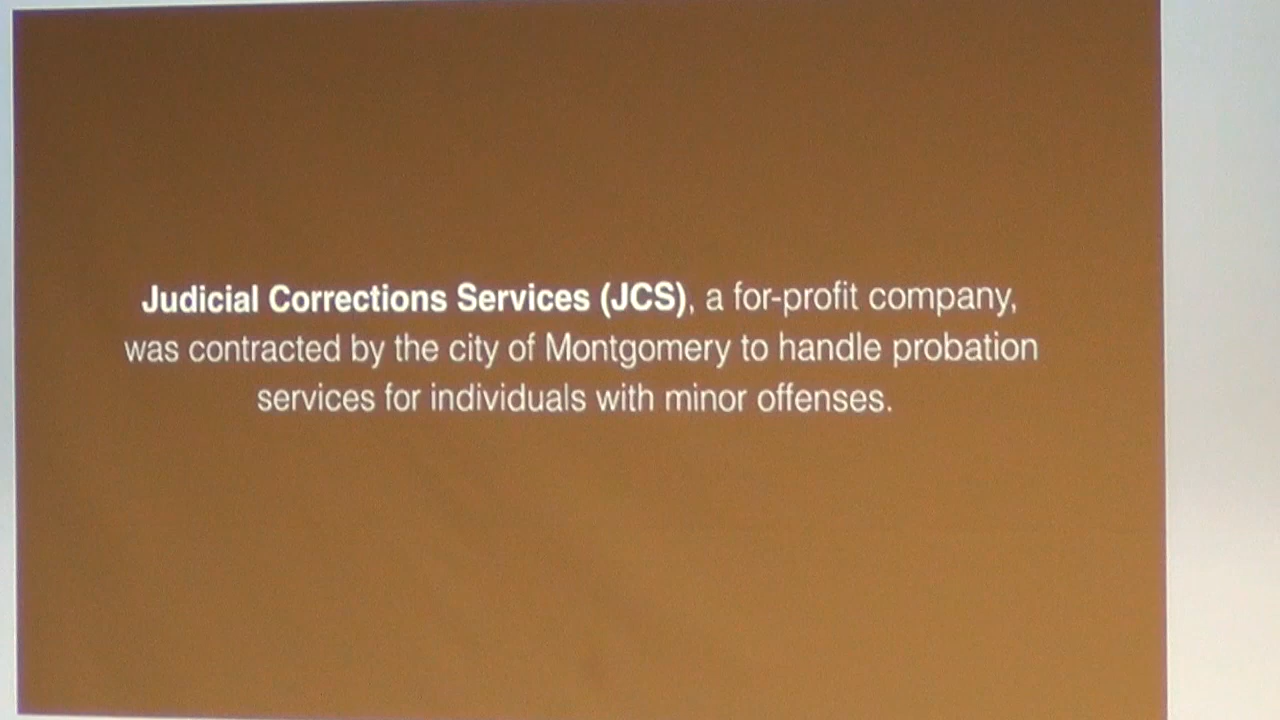 Judicial Corrections Services (JCS), a for-profit company,
was contracted by the city of Montgomery to handle probation
services for individuals with minor offenses.